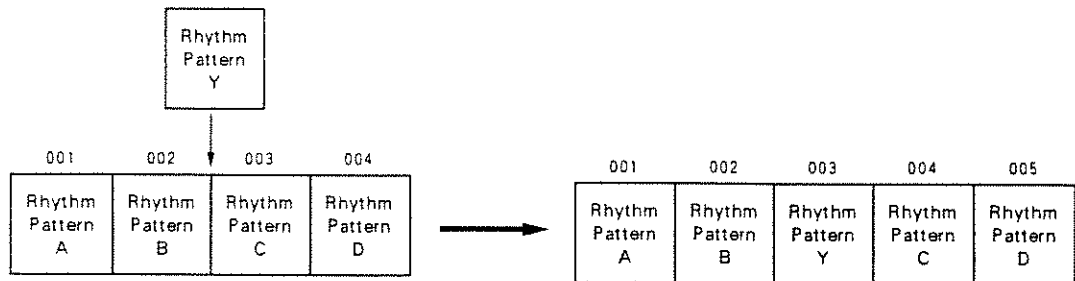 Rhythm
Pattern
Y
001 002 003 004
Rhythm Rhythm Rhythm Rhythm
Pattern Pattern Pattern Pattern
A B C D
001 002 003 004 005
Rhythm Rhythm Rhythm Rhythm Rhythm
Pattern Pattern Pattern Pattern Pattern
A B Y C D